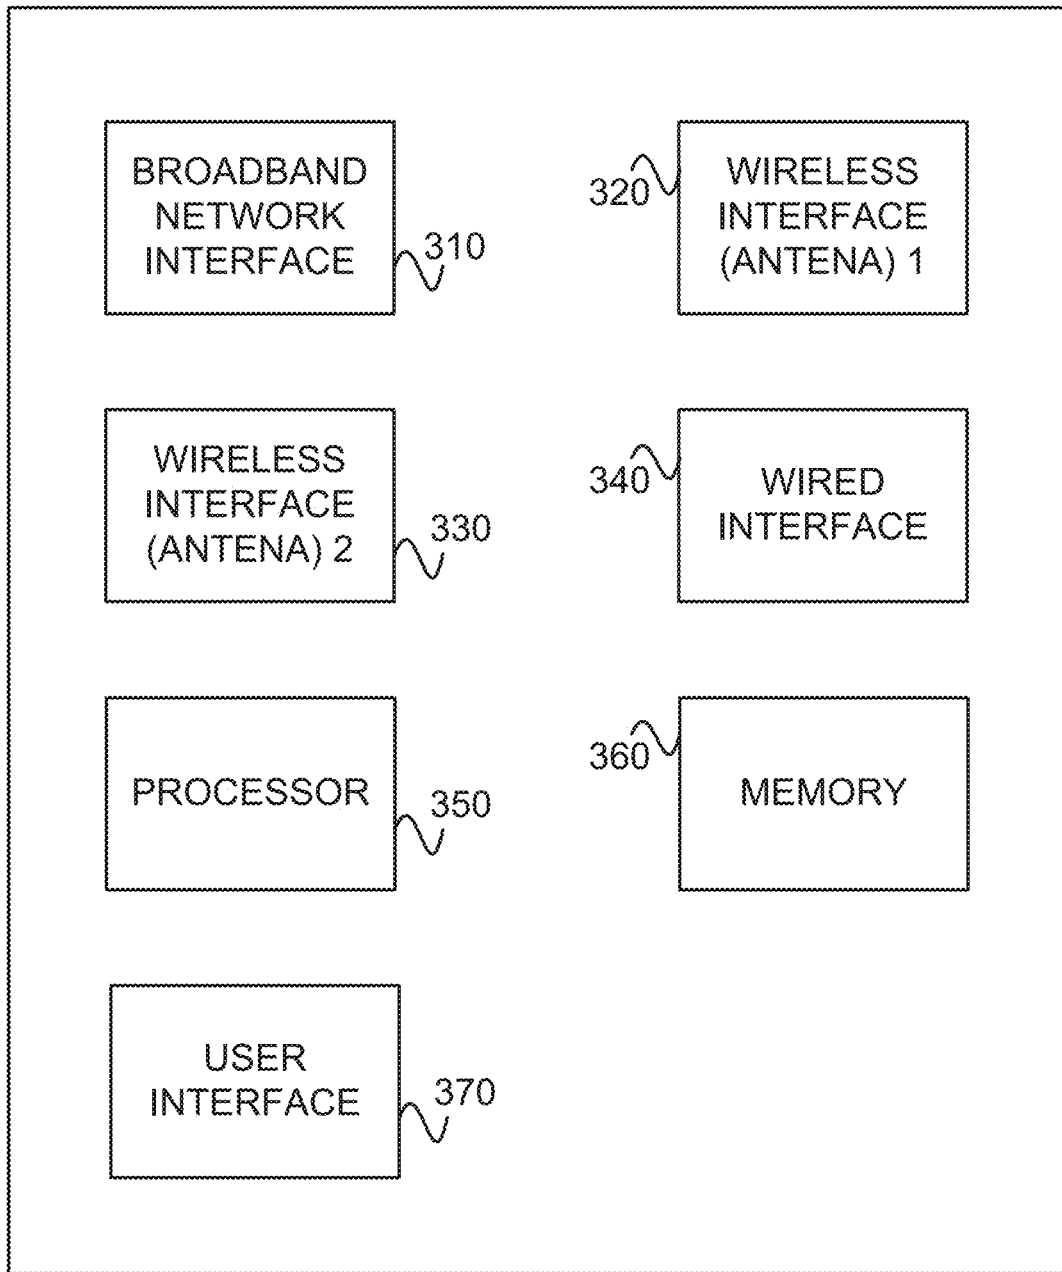 BROADBAND
NETWORK
INTERFACE
310
320
WIRELESS
INTERFACE
(ANTENA) 1
WIRELESS
INTERFACE
(ANTENA) 2
330
340
WIRED
INTERFACE
PROCESSOR
350
360
MEMORY
USER
INTERFACE
370